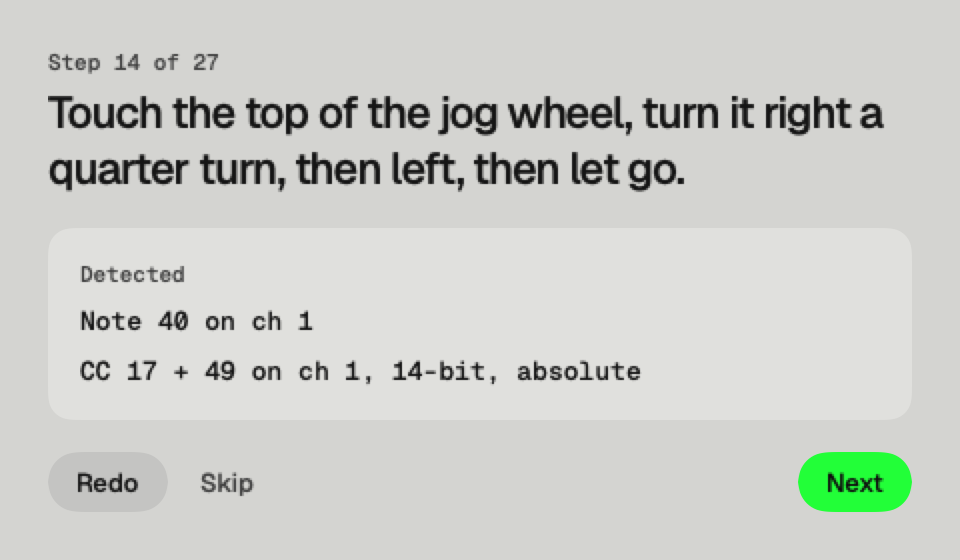 Step 14 of 27
Touch the top of the jog wheel, turn it right a
quarter turn, then left, then let go.
Detected
Note 40 on ch 1
CC 17 + 49 on ch 1, 14-bit, absolute
Redo
Skip
Next